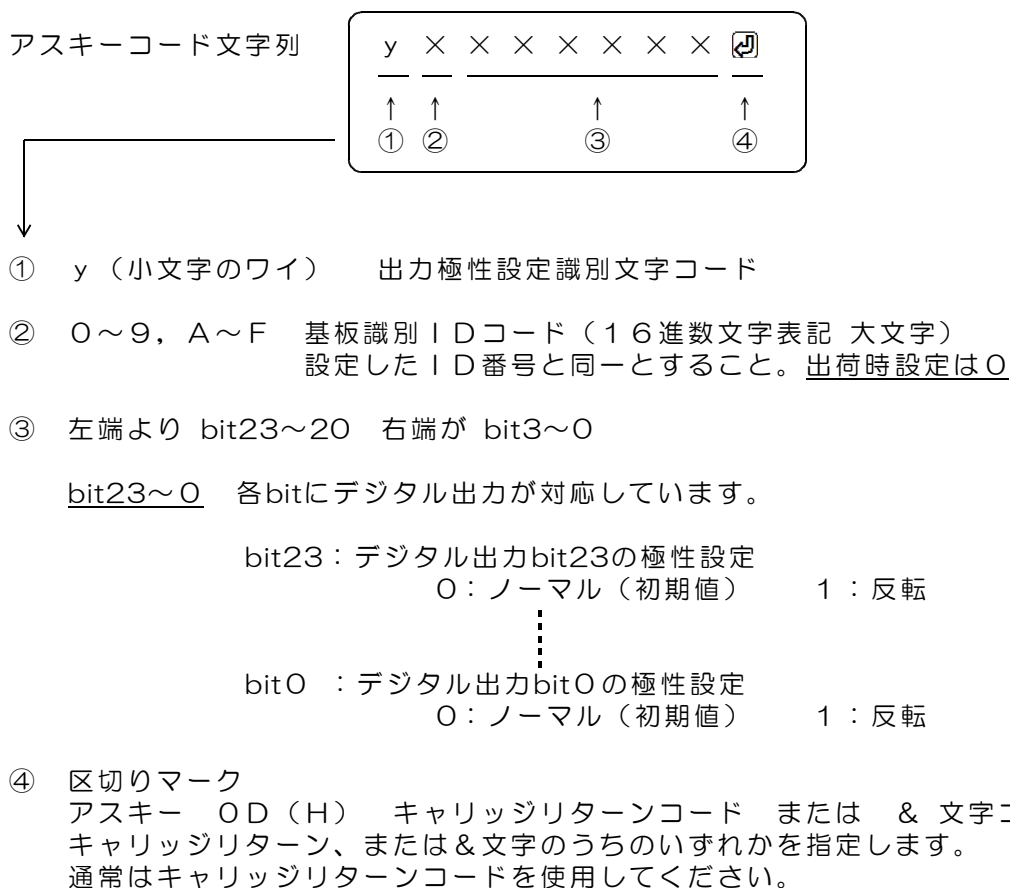 アスキーコード文字列　ｙ × × × × × × ×
↑ ↑ ↑ ↑
① ② ③ ④
① ｙ（小文字のワイ）　出力極性設定識別文字コード
② ０～９，Ａ～Ｆ　基板識別ＩＤコード（１６進数文字表記 大文字）
設定したＩＤ番号と同一とすること。出荷時設定は０
③ 左端より bit23～20　右端が bit3～0
bit23～０　各bitにデジタル出力が対応しています。
bit23：デジタル出力bit23の極性設定
０：ノーマル（初期値）　１：反転
bit０　：デジタル出力bit０の極性設定
０：ノーマル（初期値）　１：反転
④ 区切りマーク
アスキー　０Ｄ（Ｈ）　キャリッジリターンコード　または　＆ 文字
キャリッジリターン、または＆文字のうちのいずれかを指定します。
通常はキャリッジリターンコードを使用してください。